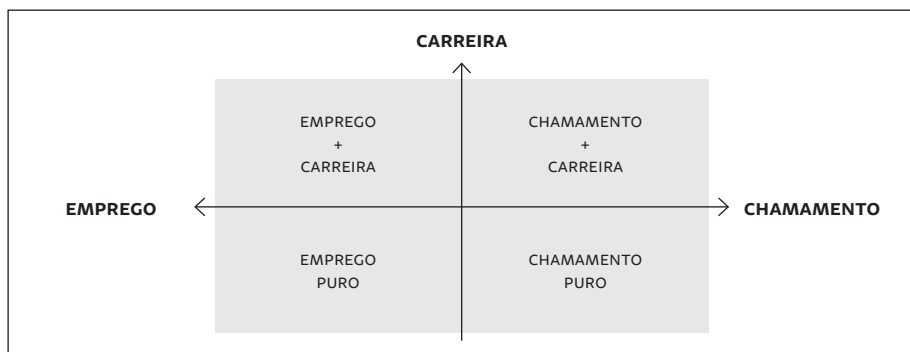 CARREIRA
EMPREGO
+
CARREIRA
CHAMAMENTO
+
CARREIRA
EMPREGO
CHAMAMENTO
EMPREGO
PURO
CHAMAMENTO
PURO